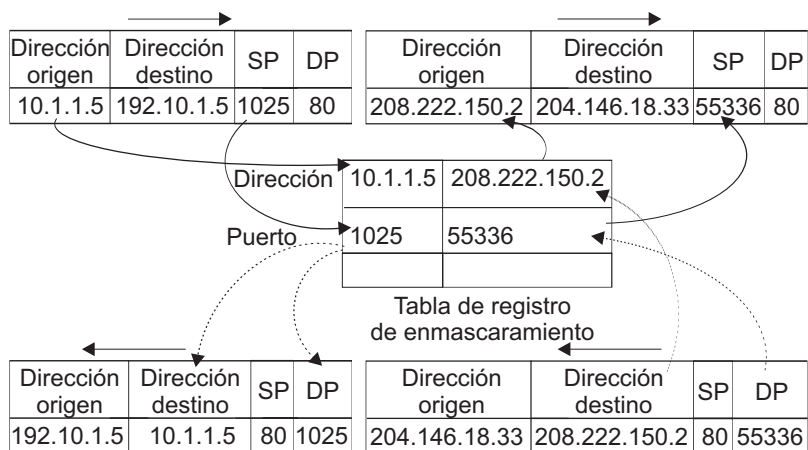 Dirección origen Dirección destino SP DP
10.1.1.5 192.10.1.5 1025 80
Dirección origen Dirección destino SP DP
208.222.150.2 204.146.18.33 55336 80
Dirección 10.1.1.5 208.222.150.2
Puerto 1025 55336
Tabla de registro
de enmascaramiento
Dirección origen Dirección destino SP DP
192.10.1.5 10.1.1.5 80 1025
Dirección origen Dirección destino SP DP
204.146.18.33 208.222.150.2 80 55336